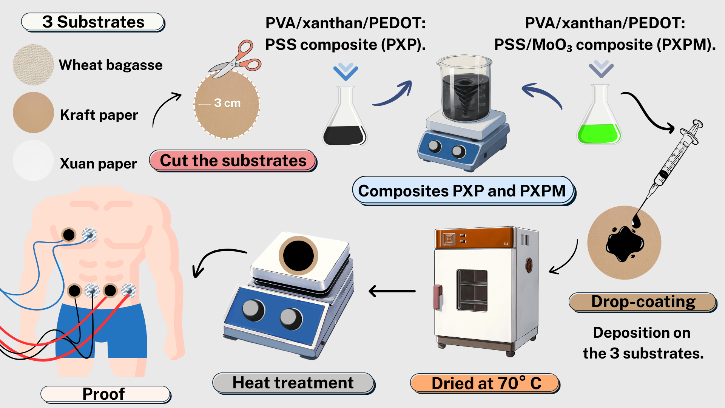 3 Substrates
Wheat bagasse
Kraft paper
Xuan paper
3 cm
Cut the substrates
PVA/xanthan/PEDOT:
PSS composite (PXP).
PVA/xanthan/PEDOT:
PSS/MoO₃ composite (PXPM).
Composites PXP and PXPM
Drop-coating
Deposition on
the 3 substrates.
Dried at 70° C
Heat treatment
Proof